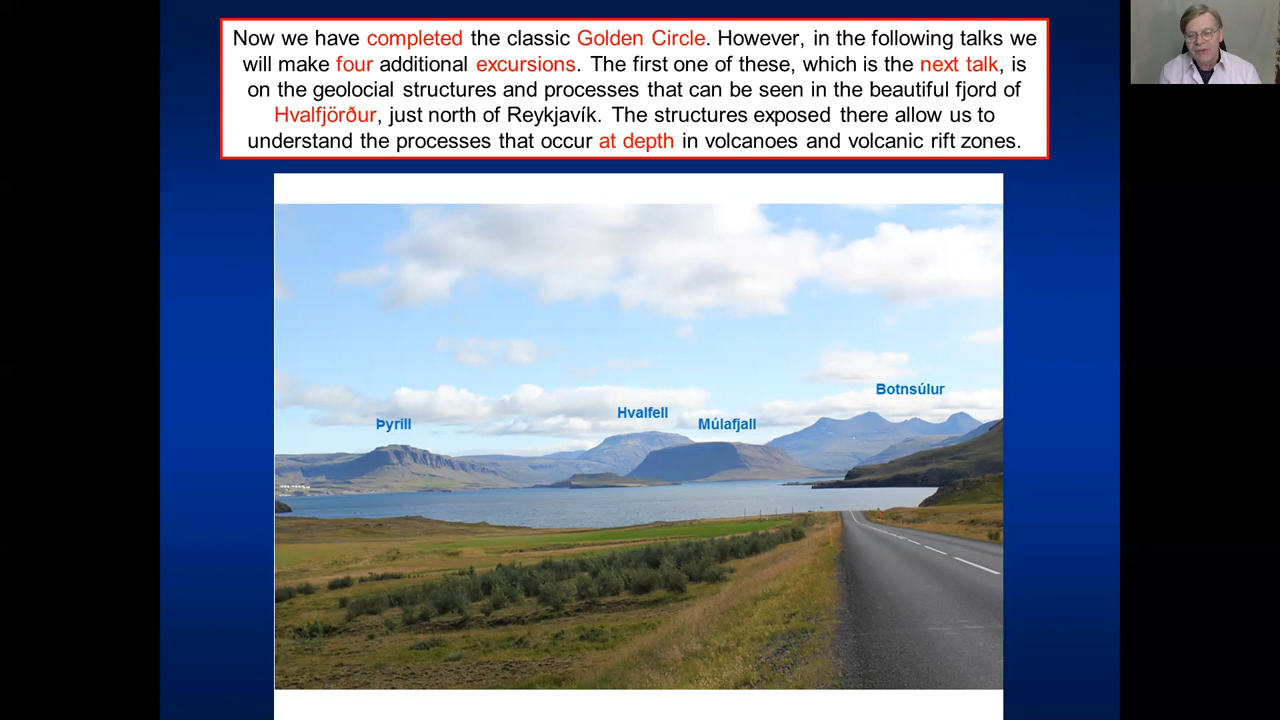 Now we have completed the classic Golden Circle. However, in the following talks we
will make four additional excursions. The first one of these, which is the next talk, is
on the geolocial structures and processes that can be seen in the beautiful fjord of
Hvalfjörður, just north of Reykjavík. The structures exposed there allow us to
understand the processes that occur at depth in volcanoes and volcanic rift zones.
Botnsúlur
Hvalfell
Þyrill
Múlafjall